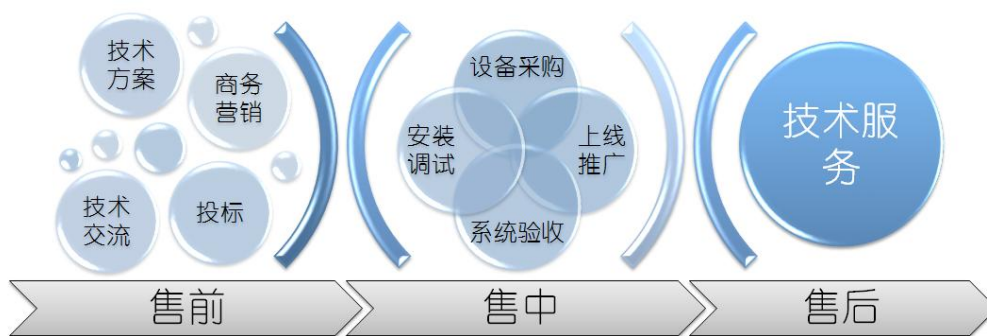 技术
方案
商务
营销
技术
交流
投标
设备采购
安装
调试
上线
推广
系统验收
技术服
务
售前
售中
售后